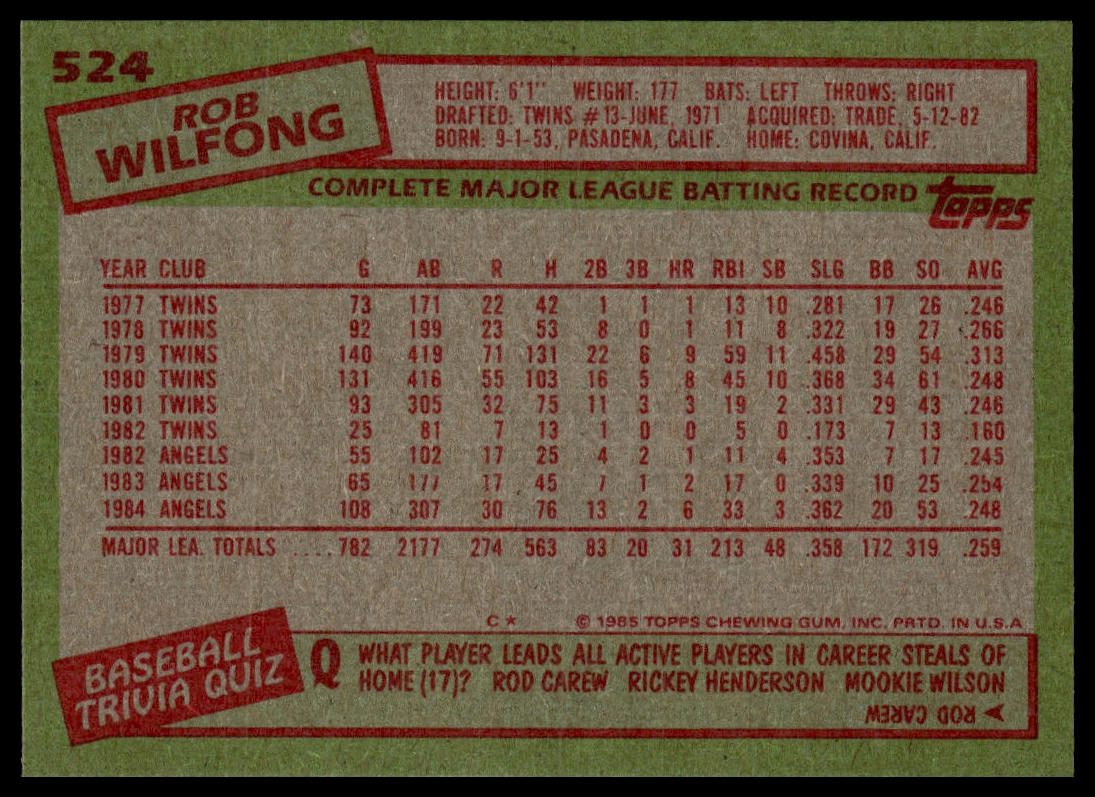 524
ROB
WILFONG
HEIGHT: 6'1" WEIGHT: 177 BATS: LEFT THROWS: RIGHT
DRAFTED: TWINS #13-JUNE, 1971 ACQUIRED: TRADE, 5-12-82
BORN: 9-1-53, PASADENA, CALIF. HOME: COVINA, CALIF.
COMPLETE MAJOR LEAGUE BATTING RECORD topps
YEAR CLUB G AB R H 2B 3B HR RBI SB SLG BB SO AVG
1977 TWINS 73 171 22 42 1 1 1 13 10 .281 17 26 .246
1978 TWINS 92 199 23 53 8 0 1 11 8 .322 19 27 .266
1979 TWINS 140 419 71 131 22 6 9 59 11 .458 29 54 .313
1980 TWINS 131 416 55 103 16 5 8 45 10 .368 34 61 .248
1981 TWINS 93 305 32 75 11 3 3 19 2 .331 29 43 .246
1982 TWINS 25 81 7 13 1 0 0 5 0 .173 7 13 .160
1982 ANGELS 55 102 17 25 4 2 1 11 4 .353 7 17 .245
1983 ANGELS 65 177 17 45 7 1 2 17 0 .339 10 25 .254
1984 ANGELS 108 307 30 76 13 2 6 33 3 .362 20 53 .248
MAJOR LEA. TOTALS ....782 2177 274 563 83 20 31 213 48 .358 172 319 .259
C★ © 1985 TOPPS CHEWING GUM, INC. PRTD. IN U.S.A
BASEBALL
TRIVIA QUIZ
Q WHAT PLAYER LEADS ALL ACTIVE PLAYERS IN CAREER STEALS OF
HOME (17)? ROD CAREW RICKEY HENDERSON MOOKIE WILSON
ROD CAREW